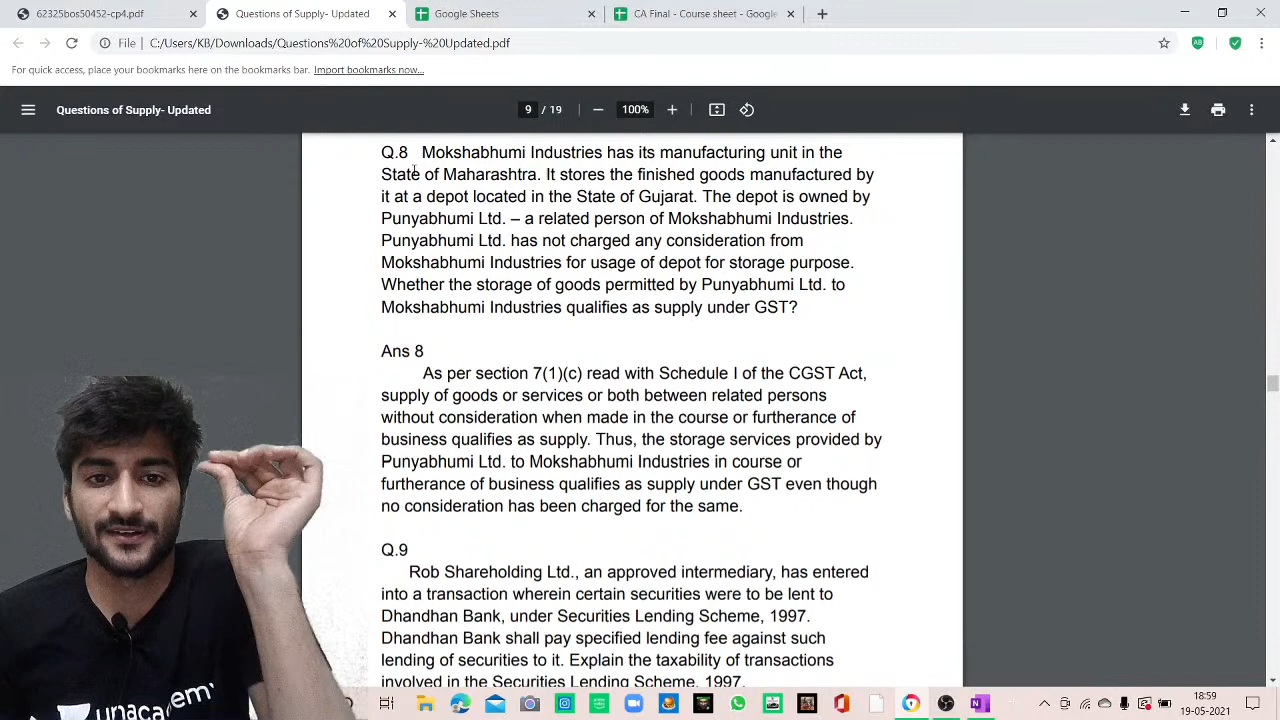 62325bos50452-cp4.pdf
Questions of Supply- Updated
Google Sheets
CA Final - Course sheet - Google
File | C:/Users/KB/Downloads/Questions%20of%20Supply-%20Updated.pdf
For quick access, place your bookmarks here on the bookmarks bar. Import bookmarks now...
Questions of Supply- Updated
9 / 19
100%
Q.8 Mokshabhumi Industries has its manufacturing unit in the
State of Maharashtra. It stores the finished goods manufactured by
it at a depot located in the State of Gujarat. The depot is owned by
Punyabhumi Ltd. – a related person of Mokshabhumi Industries.
Punyabhumi Ltd. has not charged any consideration from
Mokshabhumi Industries for usage of depot for storage purpose.
Whether the storage of goods permitted by Punyabhumi Ltd. to
Mokshabhumi Industries qualifies as supply under GST?
Ans 8
As per section 7(1)(c) read with Schedule I of the CGST Act,
supply of goods or services or both between related persons
without consideration when made in the course or furtherance of
business qualifies as supply. Thus, the storage services provided by
Punyabhumi Ltd. to Mokshabhumi Industries in course or
furtherance of business qualifies as supply under GST even though
no consideration has been charged for the same.
Q.9
Rob Shareholding Ltd., an approved intermediary, has entered
into a transaction wherein certain securities were to be lent to
Dhandhan Bank, under Securities Lending Scheme, 1997.
Dhandhan Bank shall pay specified lending fee against such
lending of securities to it. Explain the taxability of transactions
involved in the Securities Lending Scheme, 1997.
unacademy
18:59
19-05-2021